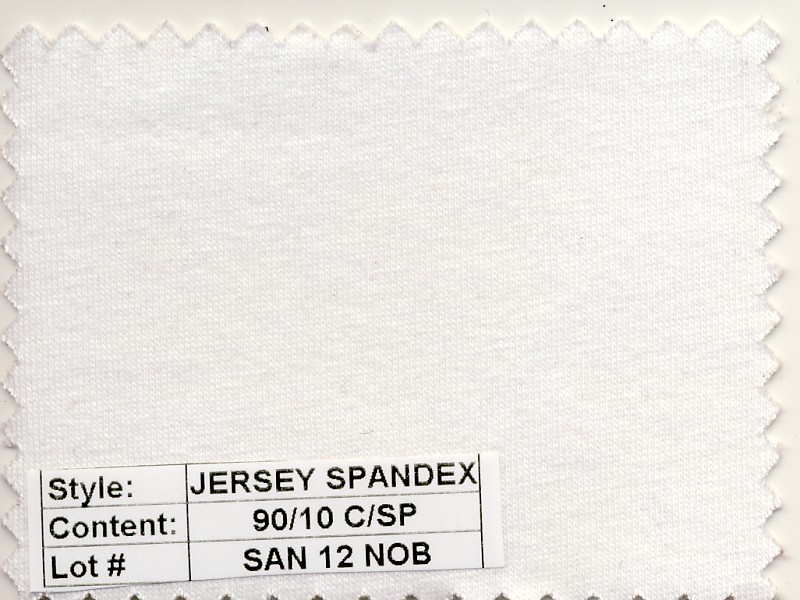 Style: JERSEY SPANDEX
Content: 90/10 C/SP
Lot # SAN 12 NOB